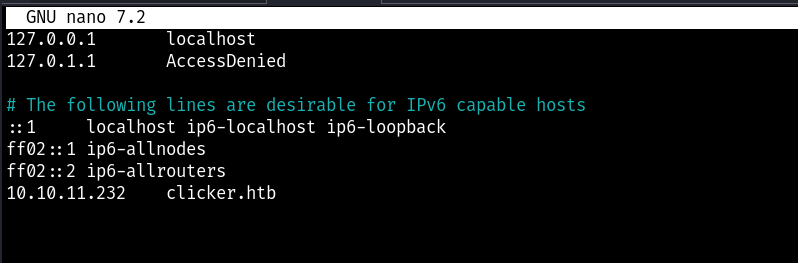 GNU nano 7.2
127.0.0.1 localhost
127.0.1.1 AccessDenied
# The following lines are desirable for IPv6 capable hosts
::1 localhost ip6-localhost ip6-loopback
ff02::1 ip6-allnodes
ff02::2 ip6-allrouters
10.10.11.232 clicker.htb